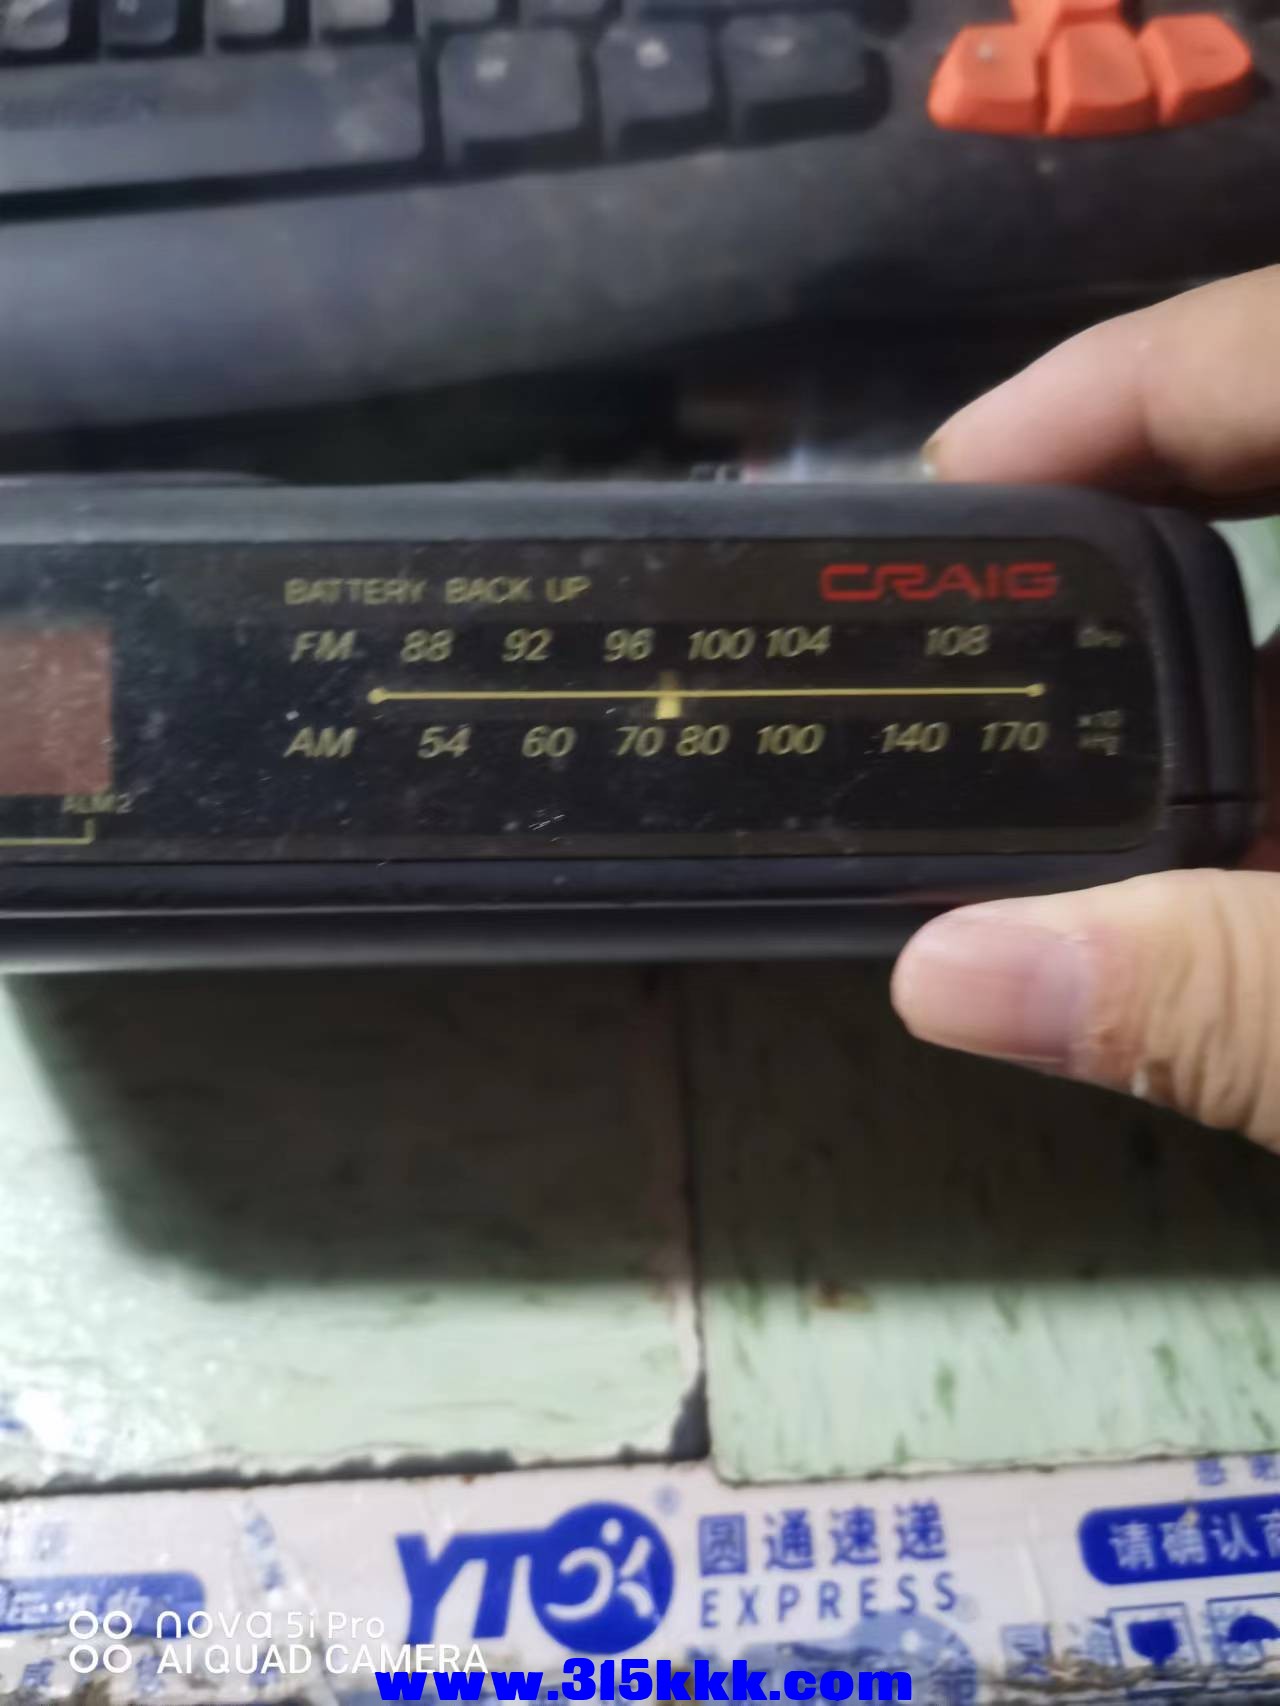 BATTERY BACK UP
CRAIG
FM 88 92 96 100 104 108
AM 54 60 70 80 100 140 170
ALM2
YTO® 圆通速递
EXPRESS
请确认
nova 5i Pro
AI QUAD CAMERA
www.315kkk.com